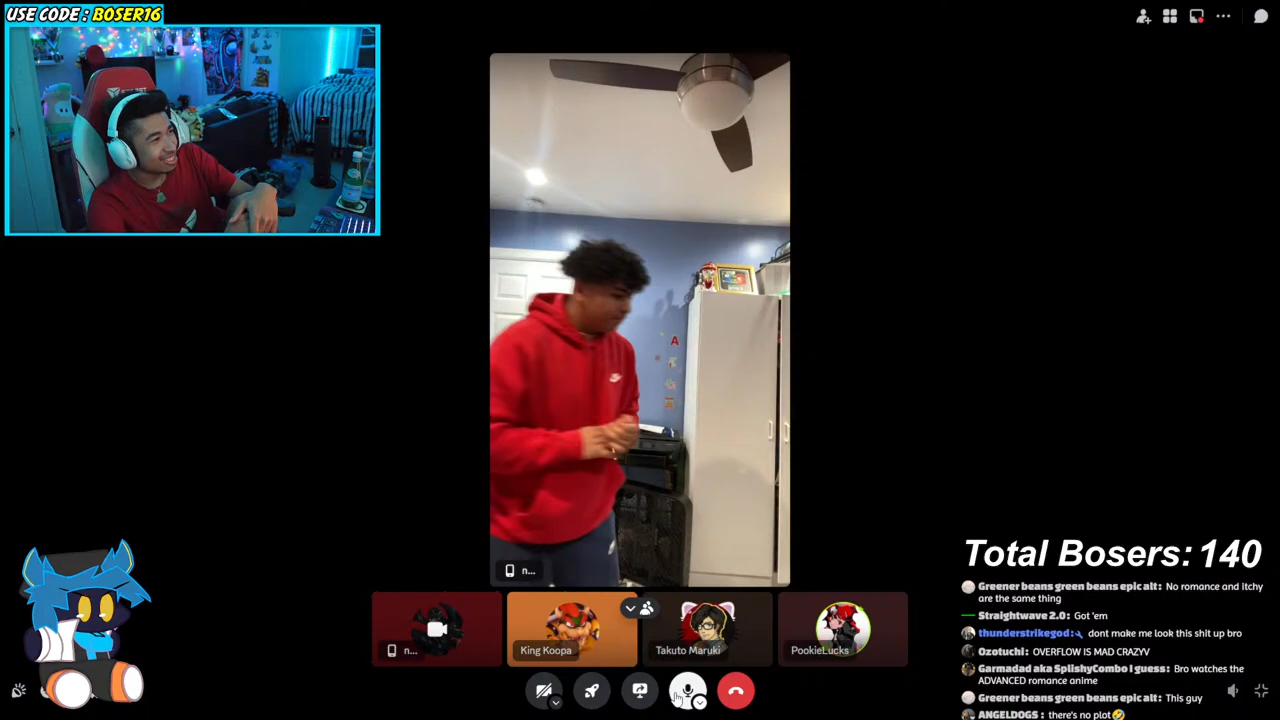 USE CODE : BOSER16
A
n...
n...
King Koopa
Takuto Maruki
PookieLucks
Total Bosers: 140
Greener beans green beans epic alt: No romance and itchy
are the same thing
Straightwave 2.0: Got 'em
thunderstrikegod: dont make me look this shit up bro
Ozotuchi: OVERFLOW IS MAD CRAZYV
Garmadad aka SplishyCombo I guess: Bro watches the
ADVANCED romance anime
Greener beans green beans epic alt: This guy
ANGELDOGS : there's no plot🤣